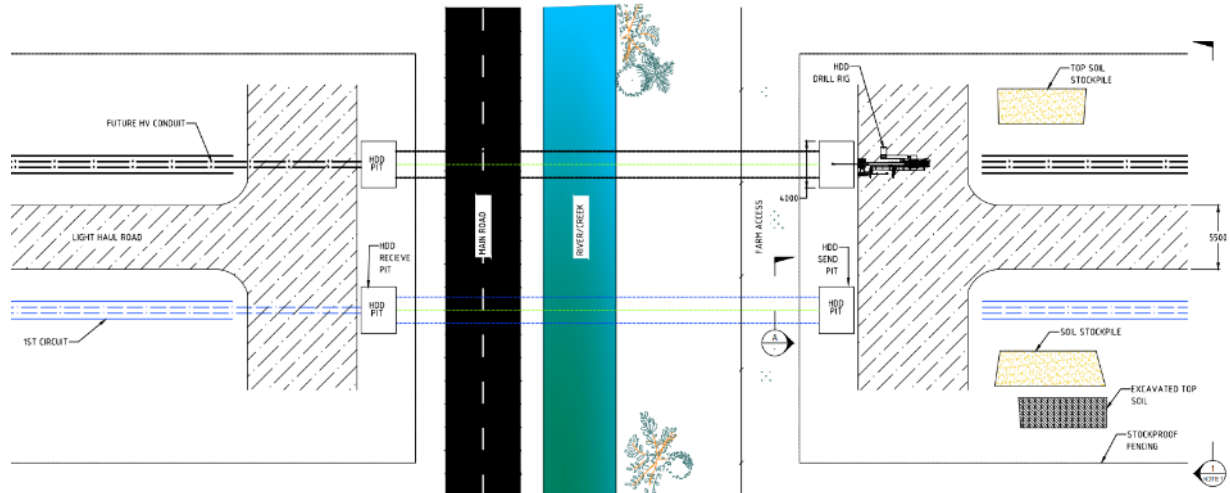 HDD
DRILL RIG
TOP SOIL
STOCKPILE
FUTURE HV CONDUIT
HDD
PIT
4000
LIGHT HAUL ROAD
MAIN ROAD
RIVER/CREEK
FARM ACCESS
5500
HDD
RECIEVE
PIT
HDD
SEND
PIT
HDD
PIT
HDD
PIT
1ST CIRCUIT
A
-
SOIL STOCKPILE
EXCAVATED TOP
SOIL
STOCKPROOF
FENCING
1